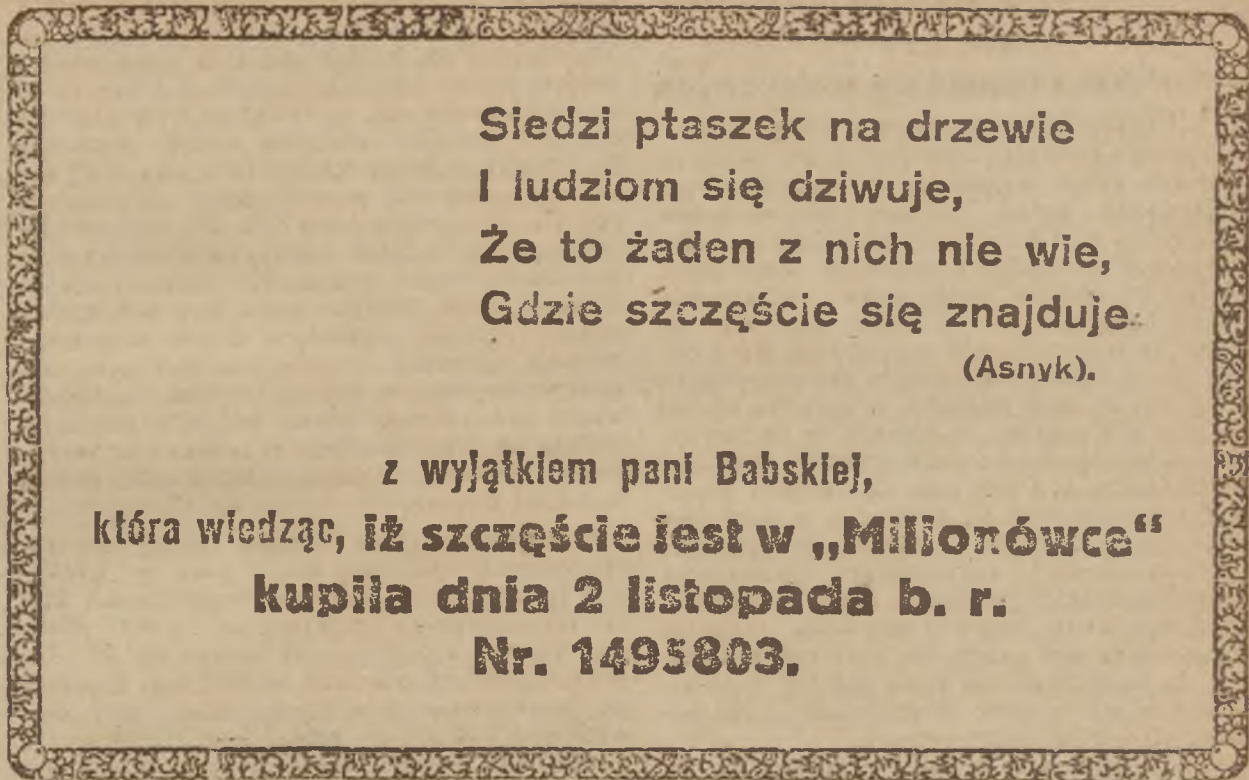 Siedzi ptaszek na drzewie
I ludziom się dziwuje,
Że to żaden z nich nie wie,
Gdzie szczęście się znajduje.
(Asnyk).
z wyjątkiem pani Babskiej,
która wiedząc, iż szczęście jest w „Miljonówce“
kupiła dnia 2 listopada b. r.
Nr. 1495803.